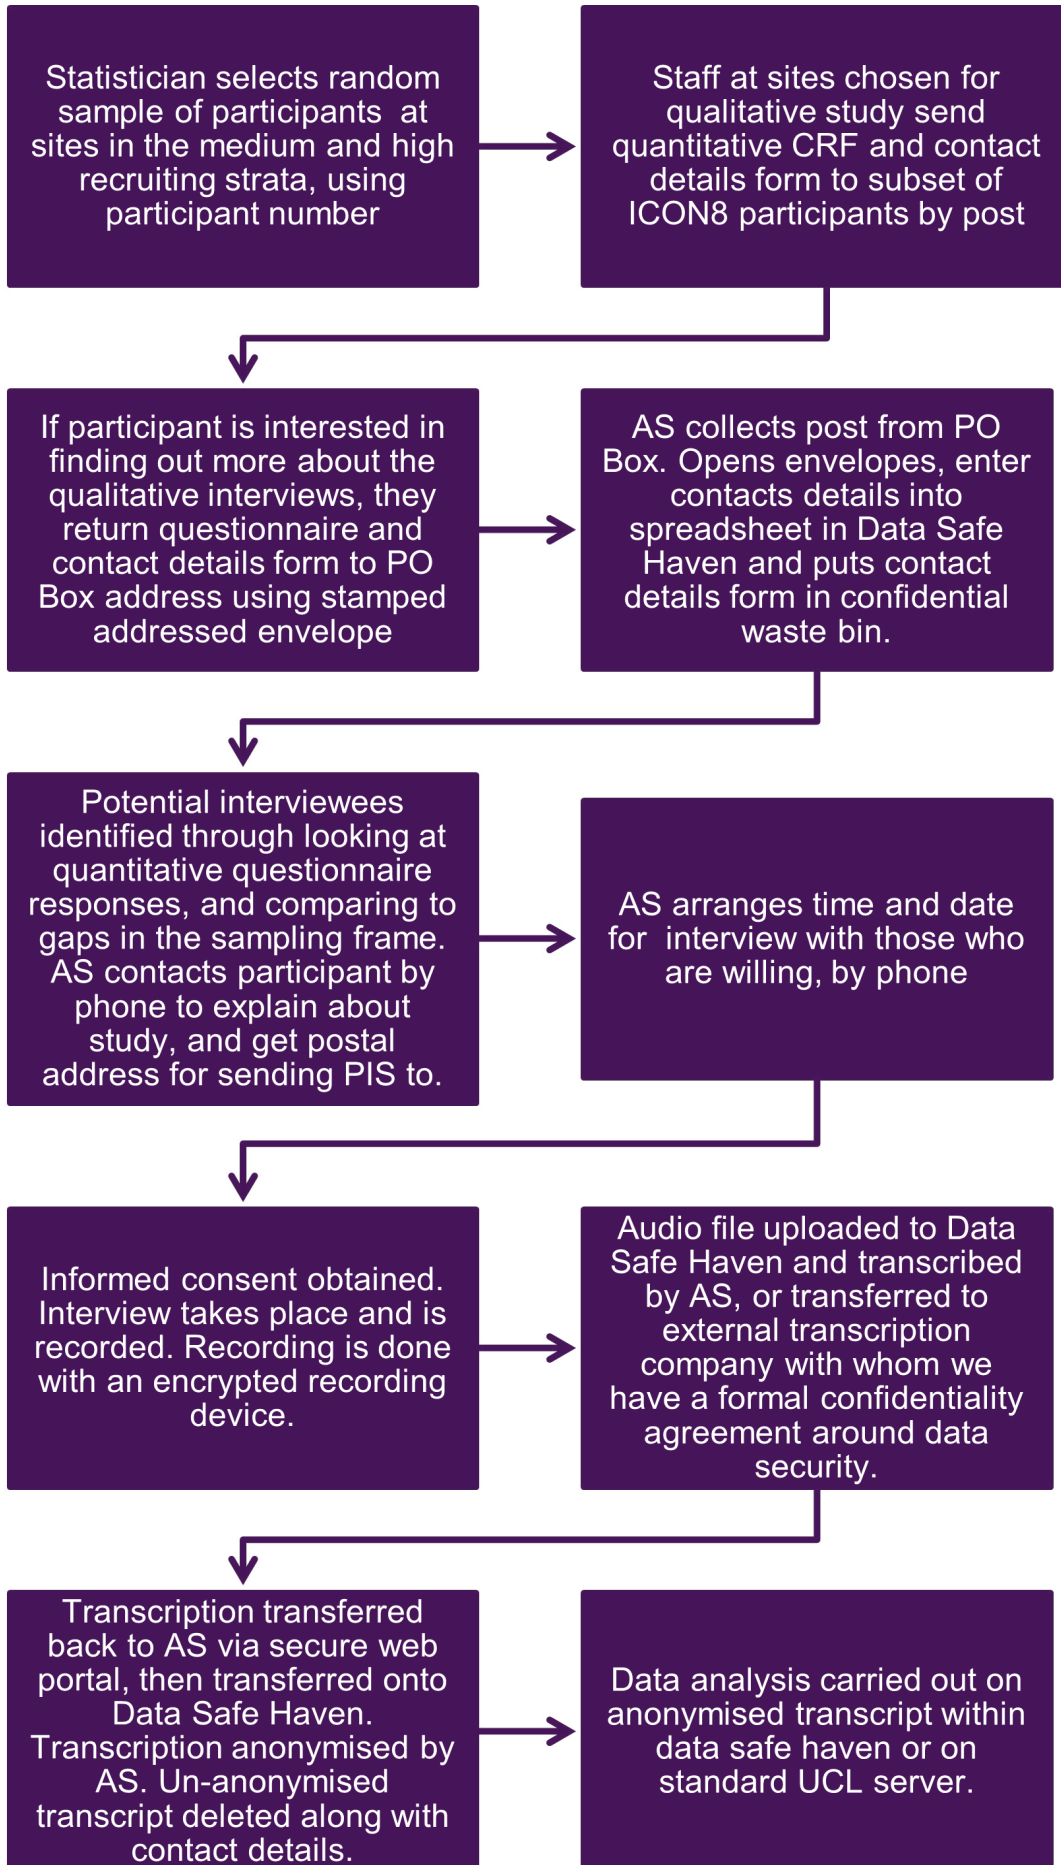 Statistician selects random
sample of participants at
sites in the medium and high
recruiting strata, using
participant number
Staff at sites chosen for
qualitative study send
quantitative CRF and contact
details form to subset of
ICON8 participants by post
If participant is interested in
finding out more about the
qualitative interviews, they
return questionnaire and
contact details form to PO
Box address using stamped
addressed envelope
AS collects post from PO
Box. Opens envelopes, enter
contacts details into
spreadsheet in Data Safe
Haven and puts contact
details form in confidential
waste bin.
Potential interviewees
identified through looking at
quantitative questionnaire
responses, and comparing to
gaps in the sampling frame.
AS contacts participant by
phone to explain about
study, and get postal
address for sending PIS to.
AS arranges time and date
for interview with those who
are willing, by phone
Informed consent obtained.
Interview takes place and is
recorded. Recording is done
with an encrypted recording
device.
Audio file uploaded to Data
Safe Haven and transcribed
by AS, or transferred to
external transcription
company with whom we
have a formal confidentiality
agreement around data
security.
Transcription transferred
back to AS via secure web
portal, then transferred onto
Data Safe Haven.
Transcription anonymised by
AS. Un-anonymised
transcript deleted along with
contact details.
Data analysis carried out on
anonymised transcript within
data safe haven or on
standard UCL server.